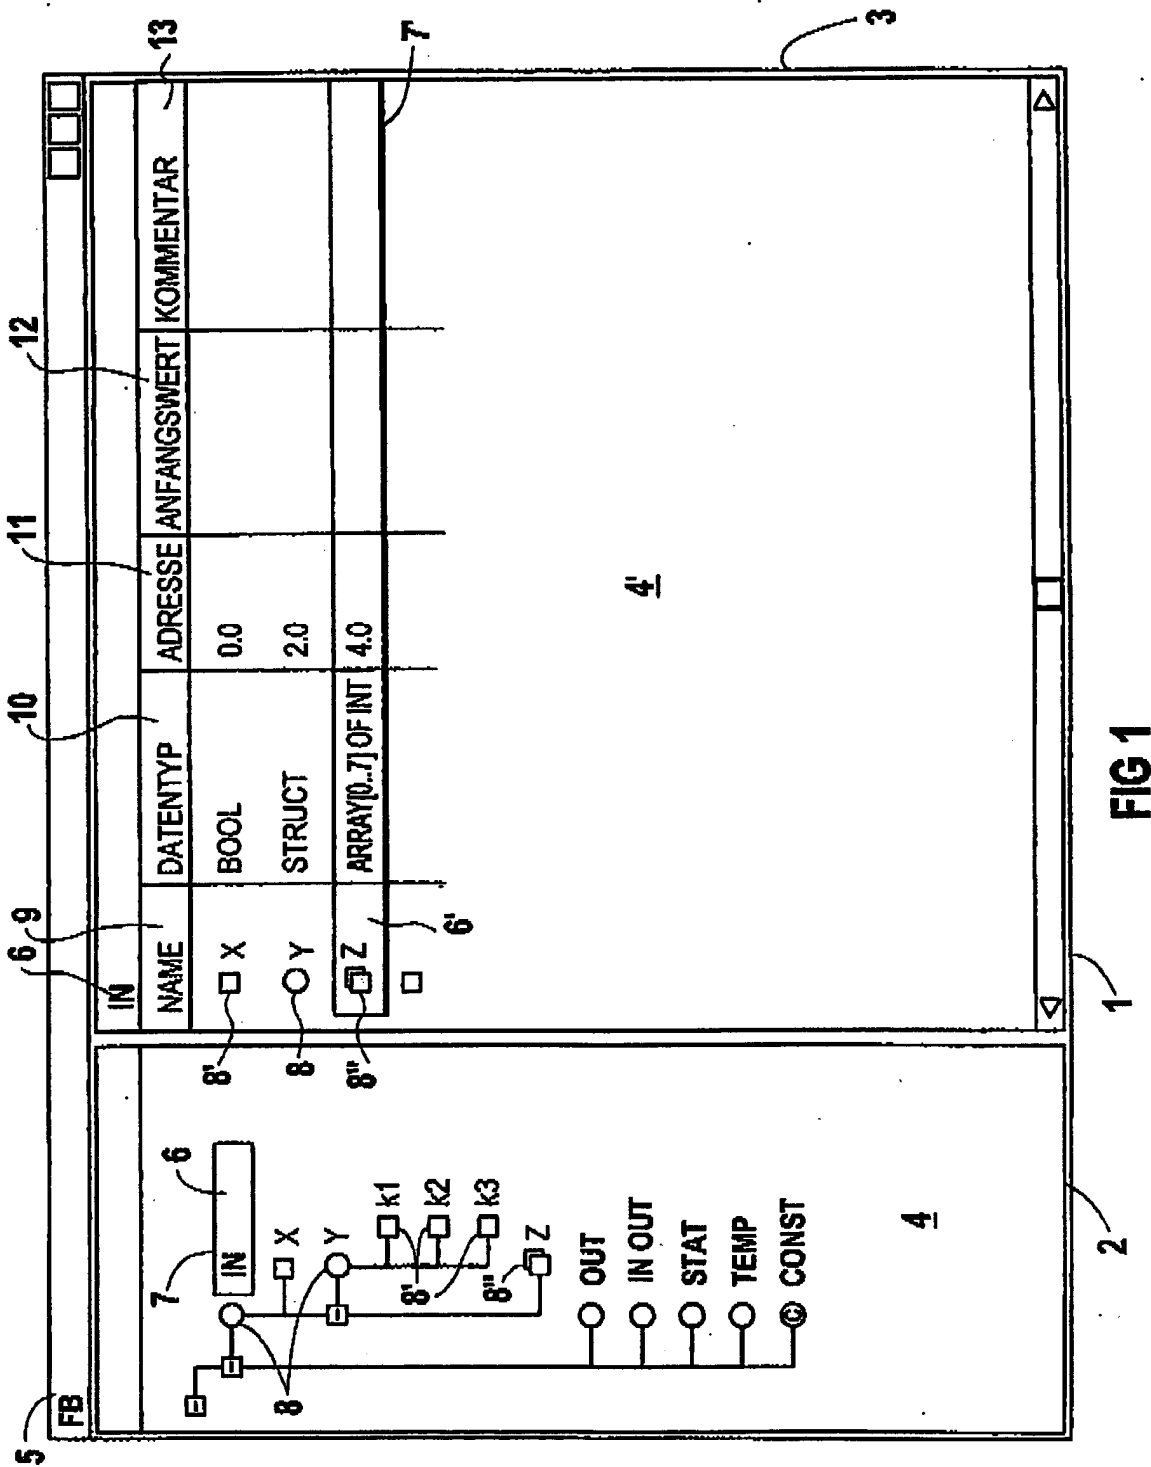 5
FB
6 9 10 11 12 13
IN
NAME DATENTYP ADRESSE ANFANGSWERT KOMMENTAR
8' X BOOL 0.0
8 Y STRUCT 2.0
8'' Z ARRAY[0..7] OF INT 4.0
6'
7'
4'
7
IN
6
8
X
Y
8'
k1
k2
k3
8''
Z
OUT
IN OUT
STAT
TEMP
C CONST
4
2
1
3
FIG 1